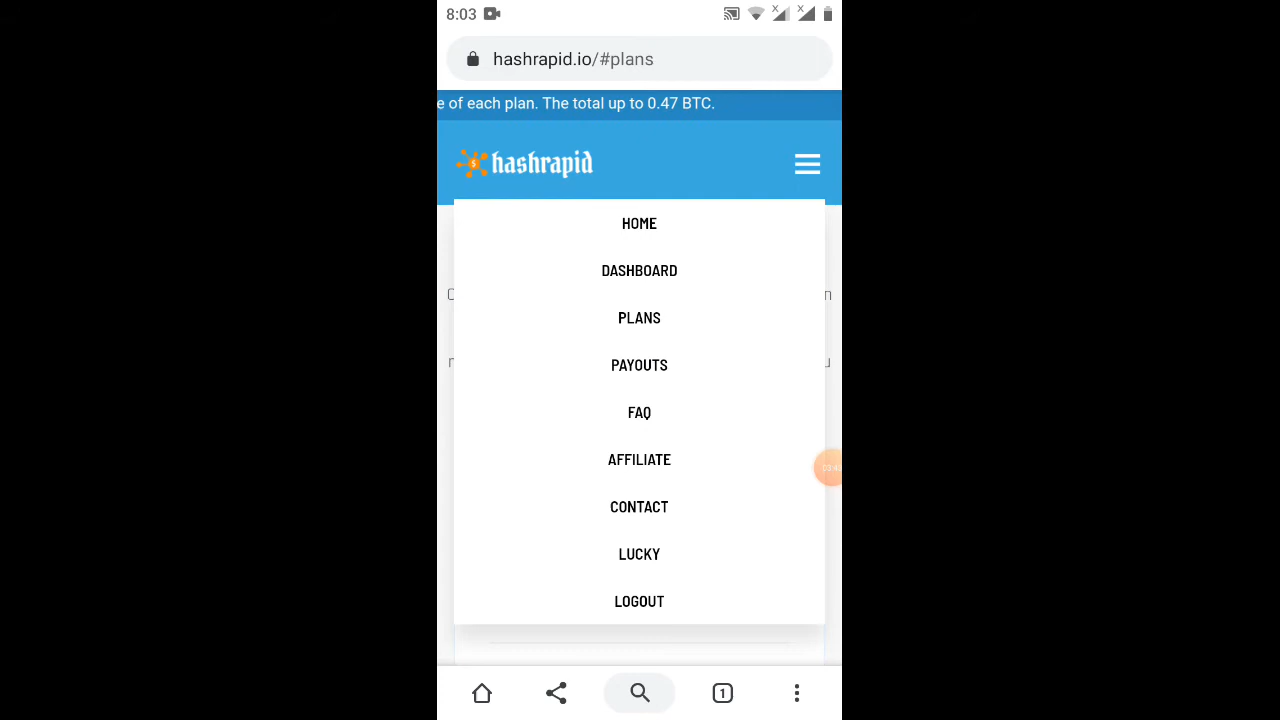 8:03
hashrapid.io/#plans
e of each plan. The total up to 0.47 BTC.
hashrapid
HOME
DASHBOARD
PLANS
PAYOUTS
FAQ
AFFILIATE
CONTACT
LUCKY
LOGOUT
1